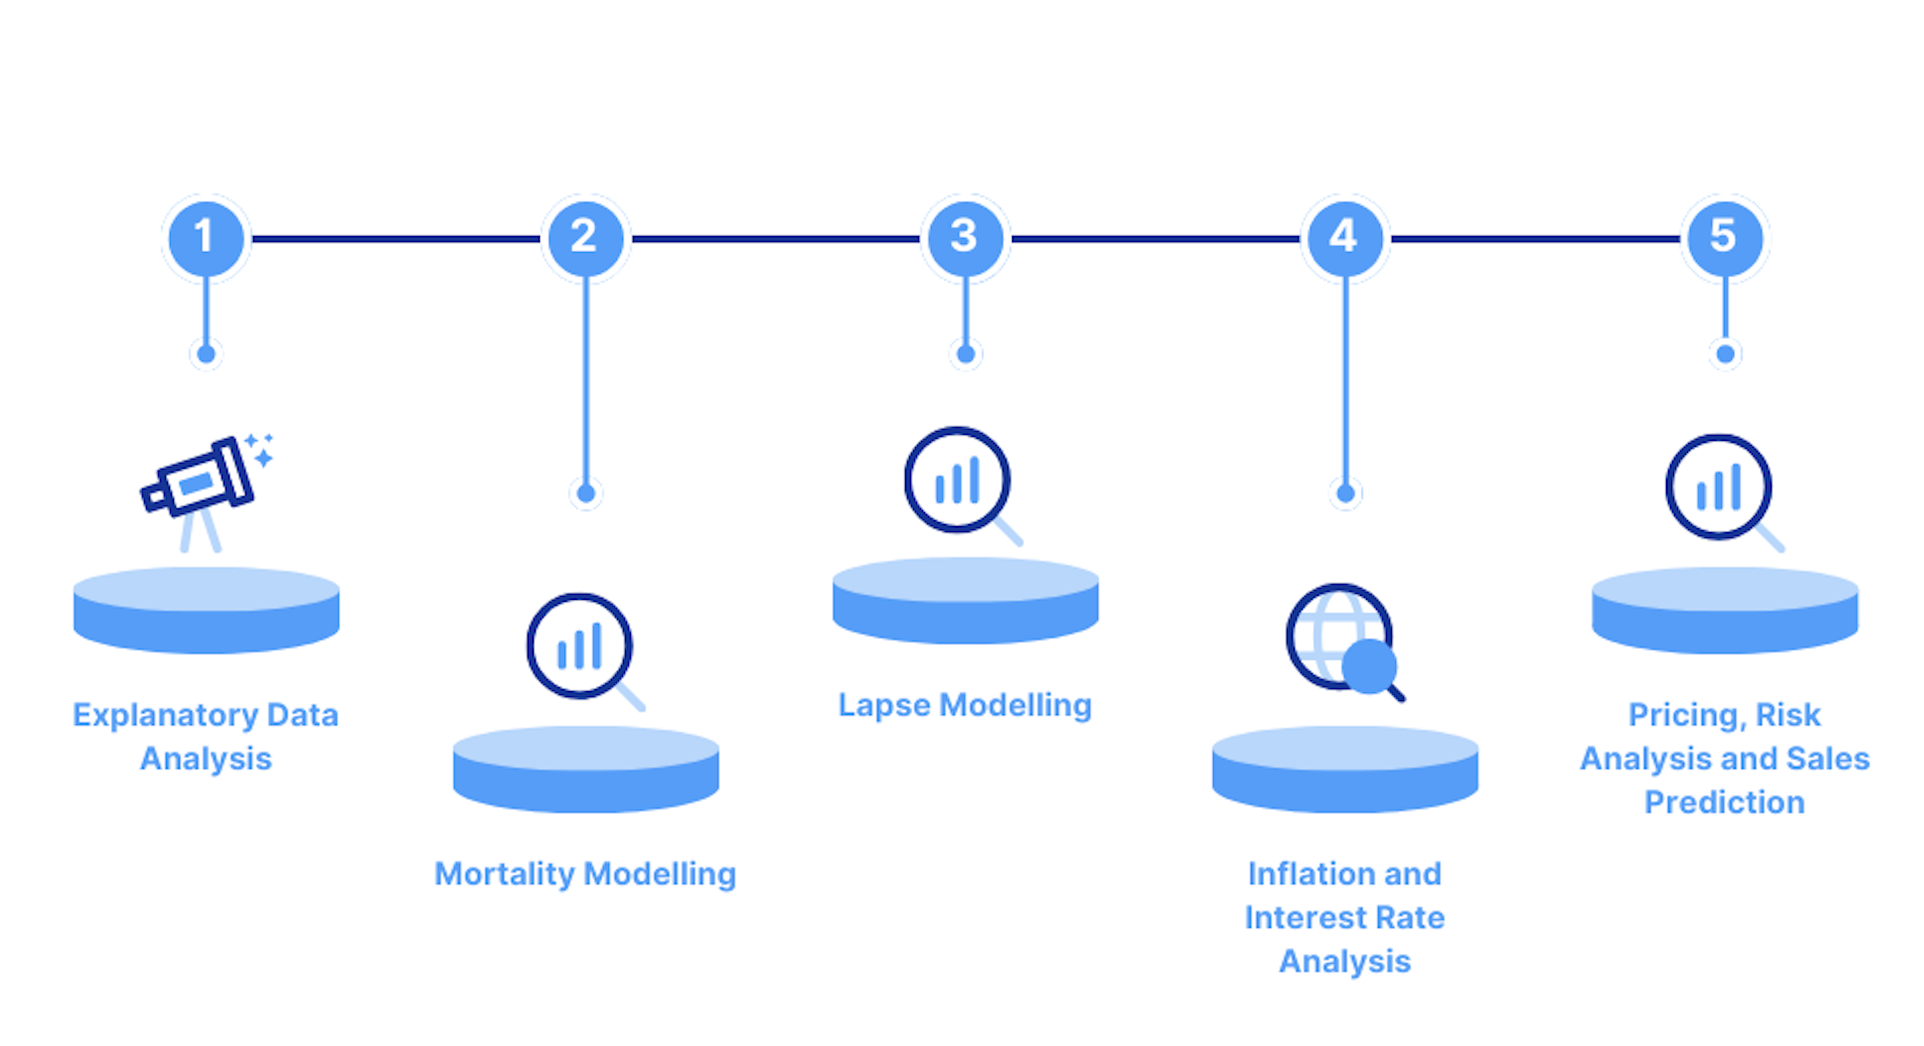 1
2
3
4
5
Explanatory Data
Analysis
Mortality Modelling
Lapse Modelling
Inflation and
Interest Rate
Analysis
Pricing, Risk
Analysis and Sales
Prediction